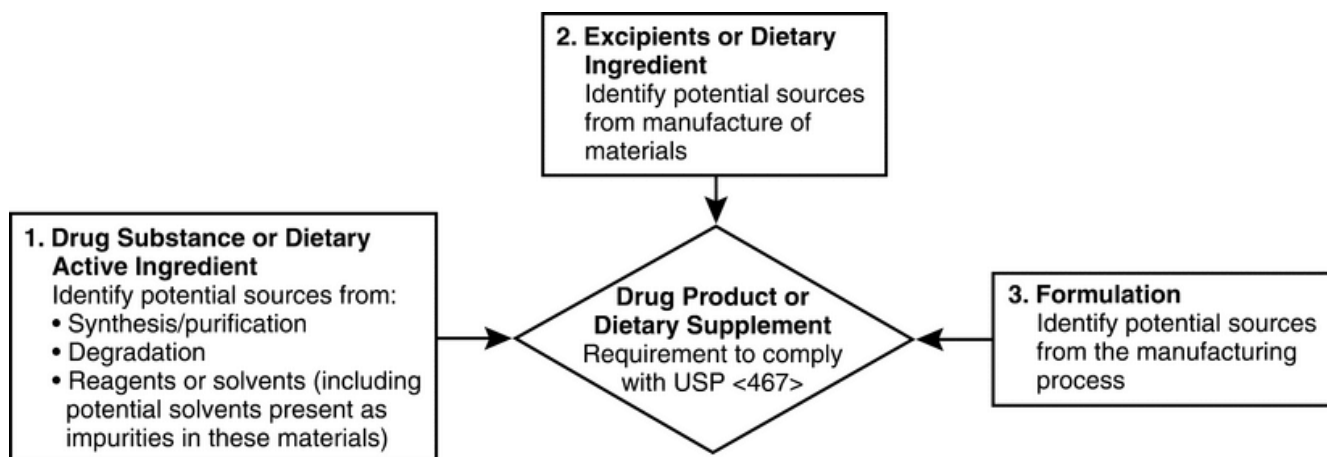 2. Excipients or Dietary
Ingredient
Identify potential sources
from manufacture of
materials
1. Drug Substance or Dietary
Active Ingredient
Identify potential sources from:
• Synthesis/purification
• Degradation
• Reagents or solvents (including
potential solvents present as
impurities in these materials)
Drug Product or
Dietary Supplement
Requirement to comply
with USP <467>
3. Formulation
Identify potential sources
from the manufacturing
process